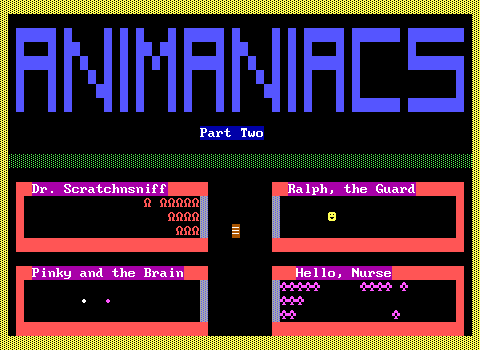 ANIMANIACS
Part Two
Dr. Scratchnsniff
Ralph, the Guard
Pinky and the Brain
Hello, Nurse